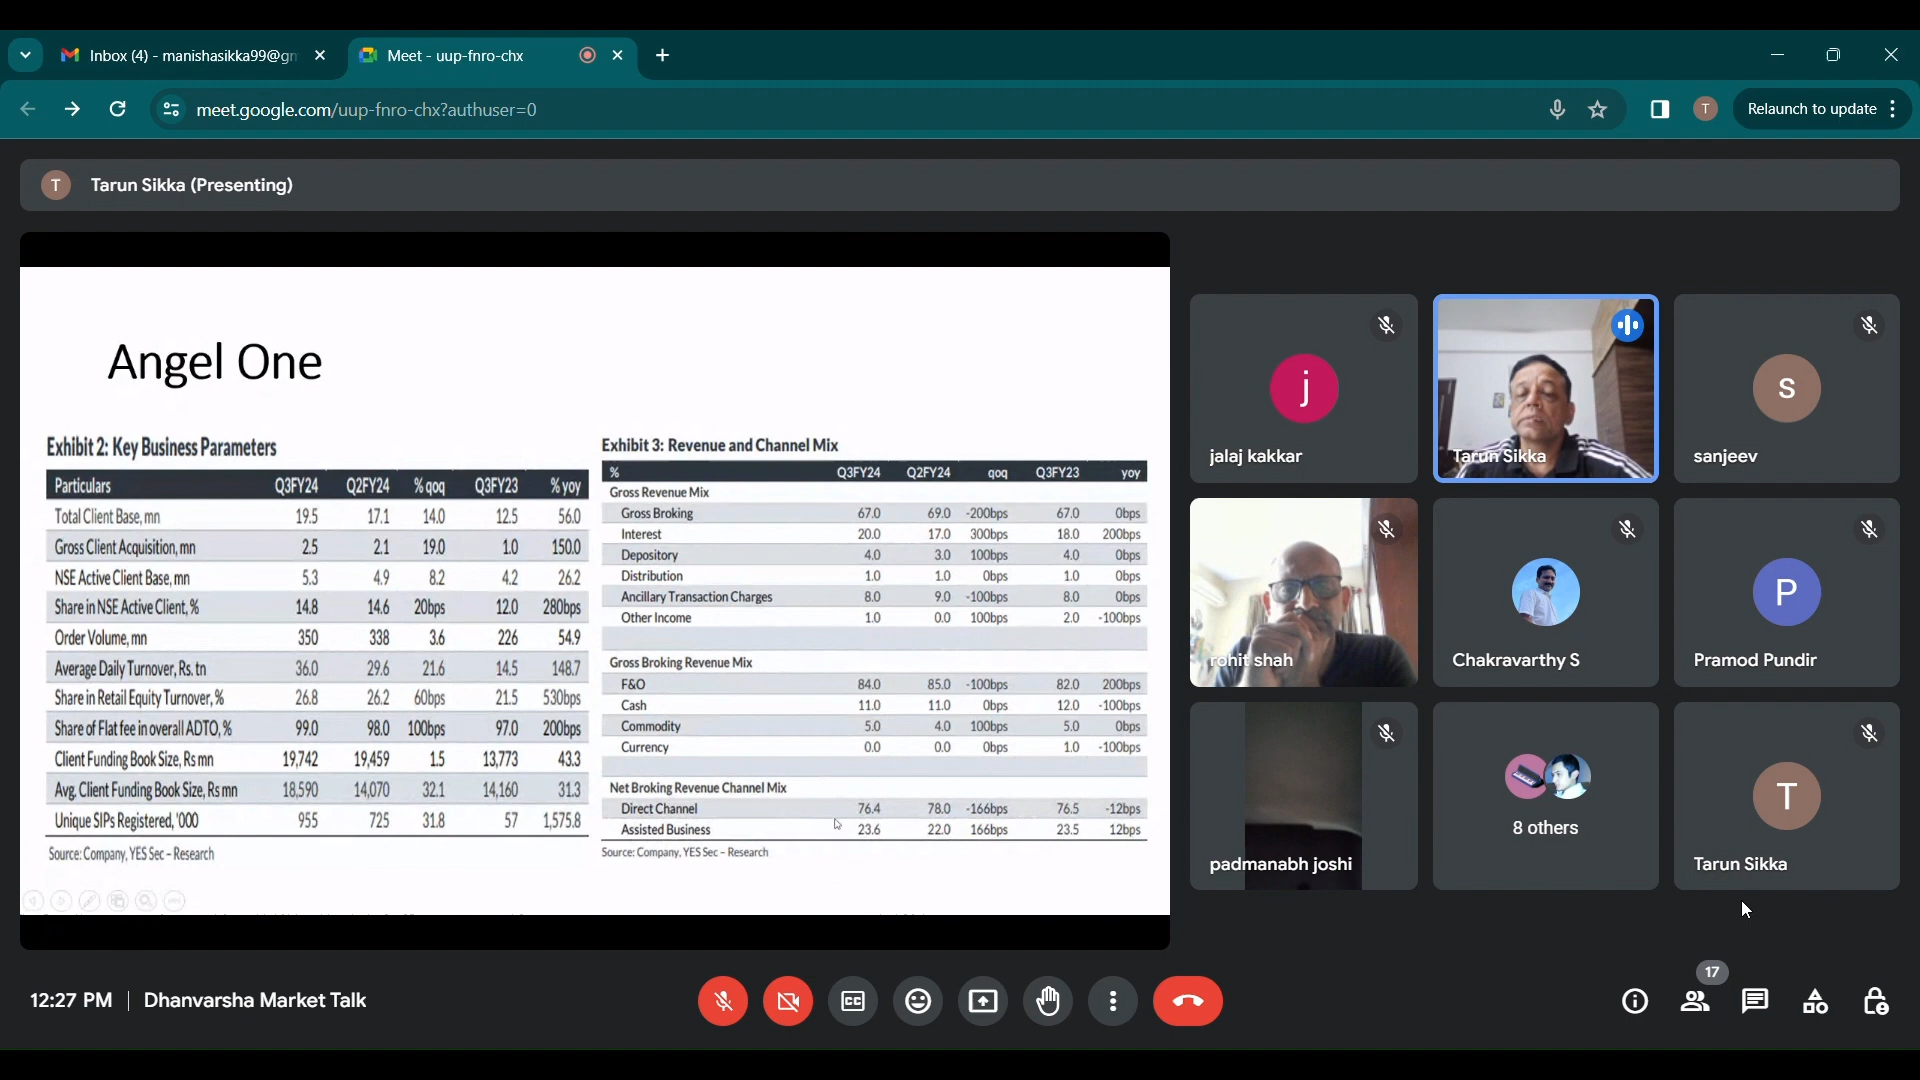 Inbox (4) - manishasikka99@gm
Meet - uup-fnro-chx
meet.google.com/uup-fnro-chx?authuser=0
T
Relaunch to update
T
Tarun Sikka (Presenting)
Angel One
Exhibit 2: Key Business Parameters
Particulars Q3FY24 Q2FY24 % qoq Q3FY23 % yoy
Total Client Base, mn 19.5 17.1 14.0 12.5 56.0
Gross Client Acquisition, mn 2.5 2.1 19.0 1.0 150.0
NSE Active Client Base, mn 5.3 4.9 8.2 4.2 26.2
Share in NSE Active Client, % 14.8 14.6 20bps 12.0 280bps
Order Volume, mn 350 338 3.6 226 54.9
Average Daily Turnover, Rs. tn 36.0 29.6 21.6 14.5 148.7
Share in Retail Equity Turnover, % 26.8 26.2 60bps 21.5 530bps
Share of Flat fee in overall ADTO, % 99.0 98.0 100bps 97.0 200bps
Client Funding Book Size, Rs mn 19,742 19,459 1.5 13,773 43.3
Avg. Client Funding Book Size, Rs mn 18,590 14,070 32.1 14,160 31.3
Unique SIPs Registered, '000 955 725 31.8 57 1,575.8
Source: Company, YES Sec - Research
Exhibit 3: Revenue and Channel Mix
% Q3FY24 Q2FY24 qoq Q3FY23 yoy
Gross Revenue Mix
Gross Broking 67.0 69.0 -200bps 67.0 0bps
Interest 20.0 17.0 300bps 18.0 200bps
Depository 4.0 3.0 100bps 4.0 0bps
Distribution 1.0 1.0 0bps 1.0 0bps
Ancillary Transaction Charges 8.0 9.0 -100bps 8.0 0bps
Other Income 1.0 0.0 100bps 2.0 -100bps
Gross Broking Revenue Mix
F&O 84.0 85.0 -100bps 82.0 200bps
Cash 11.0 11.0 0bps 12.0 -100bps
Commodity 5.0 4.0 100bps 5.0 0bps
Currency 0.0 0.0 0bps 1.0 -100bps
Net Broking Revenue Channel Mix
Direct Channel 76.4 78.0 -166bps 76.5 -12bps
Assisted Business 23.6 22.0 166bps 23.5 12bps
Source: Company, YES Sec - Research
j
jalaj kakkar
Tarun Sikka
s
sanjeev
rohit shah
Chakravarthy S
P
Pramod Pundir
padmanabh joshi
8 others
T
Tarun Sikka
12:27 PM | Dhanvarsha Market Talk
CC
17